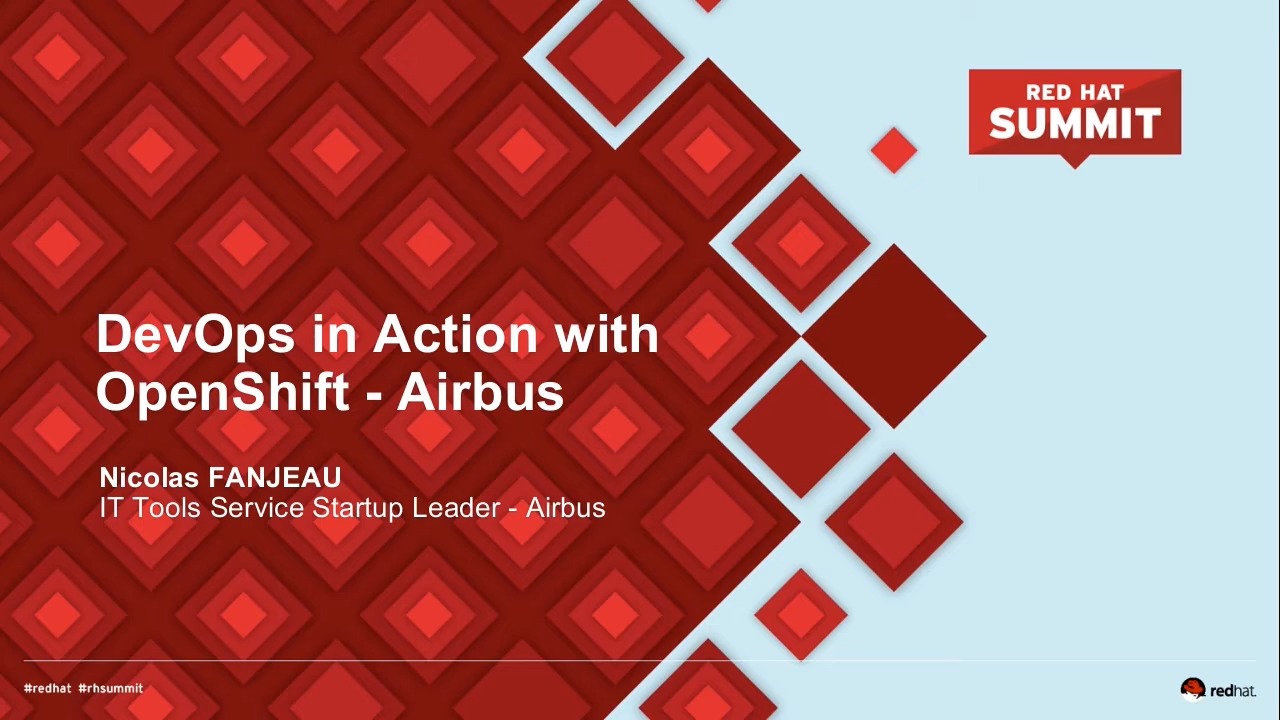 RED HAT
SUMMIT
DevOps in Action with
OpenShift - Airbus
Nicolas FANJEAU
IT Tools Service Startup Leader - Airbus
#redhat #rhsummit
redhat.